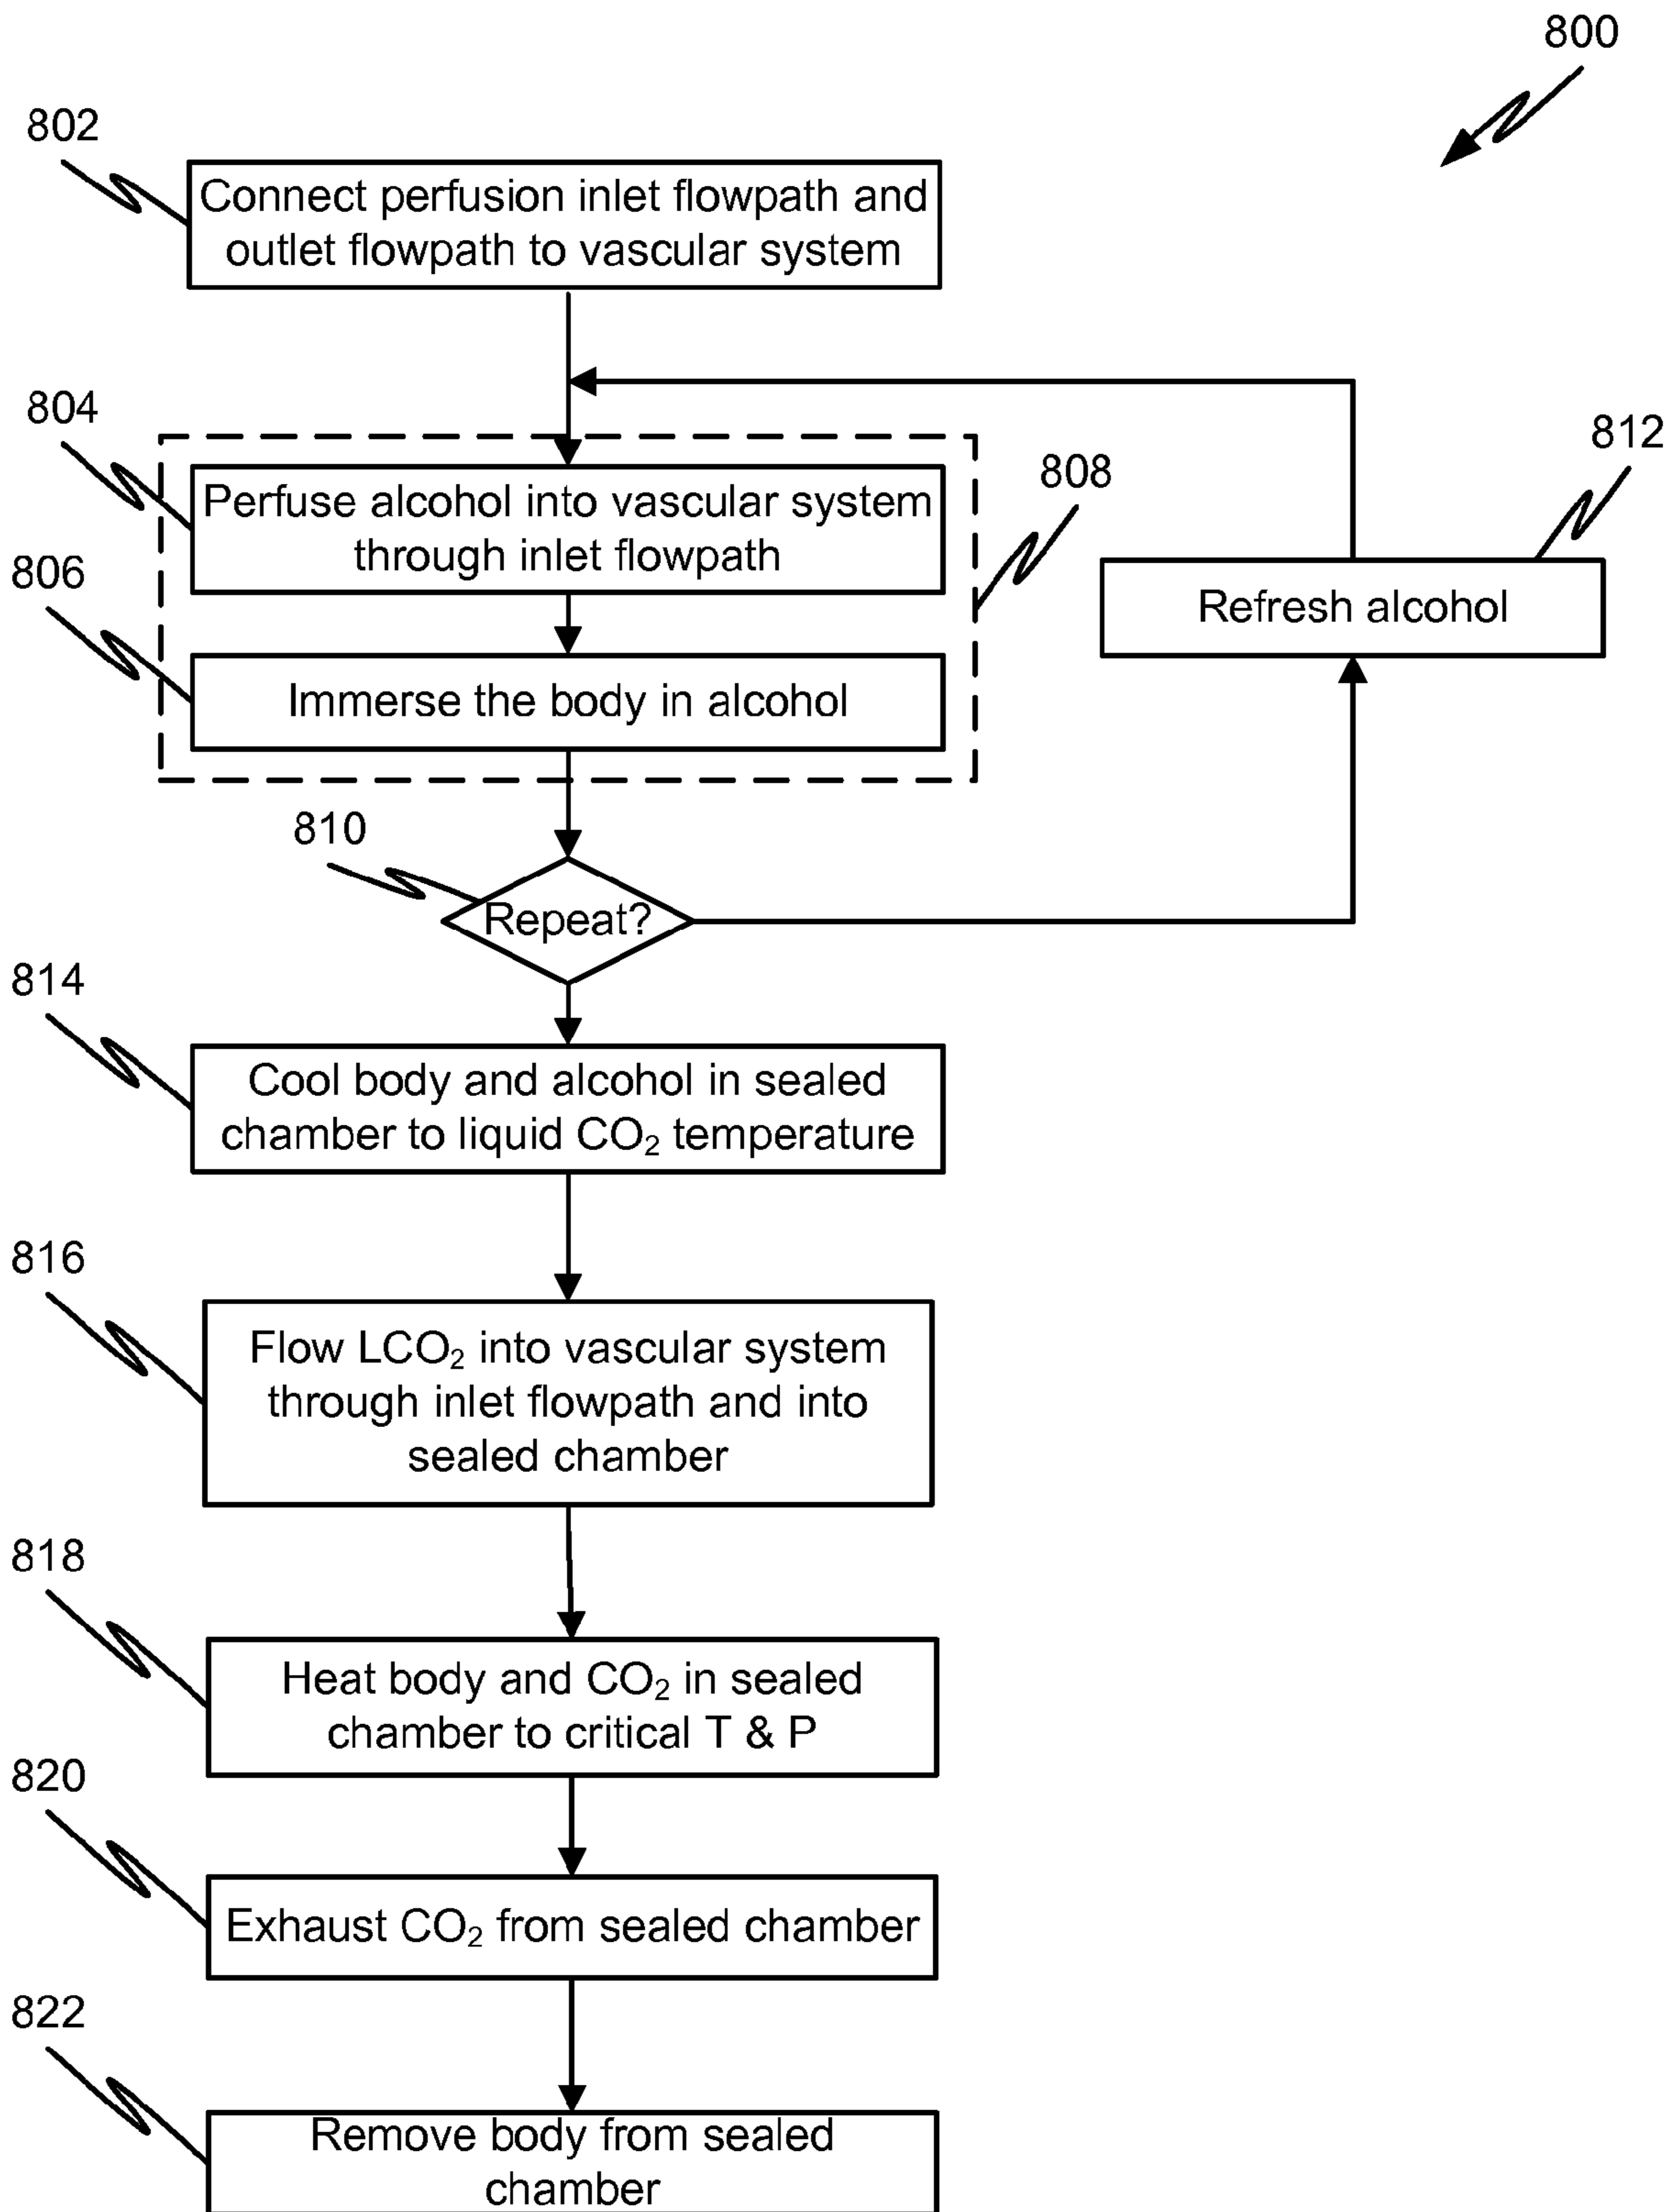 800
802
Connect perfusion inlet flowpath and
outlet flowpath to vascular system
804
Perfuse alcohol into vascular system
through inlet flowpath
808
812
Refresh alcohol
806
Immerse the body in alcohol
810
Repeat?
814
Cool body and alcohol in sealed
chamber to liquid CO₂ temperature
816
Flow LCO₂ into vascular system
through inlet flowpath and into
sealed chamber
818
Heat body and CO₂ in sealed
chamber to critical T & P
820
Exhaust CO₂ from sealed chamber
822
Remove body from sealed
chamber